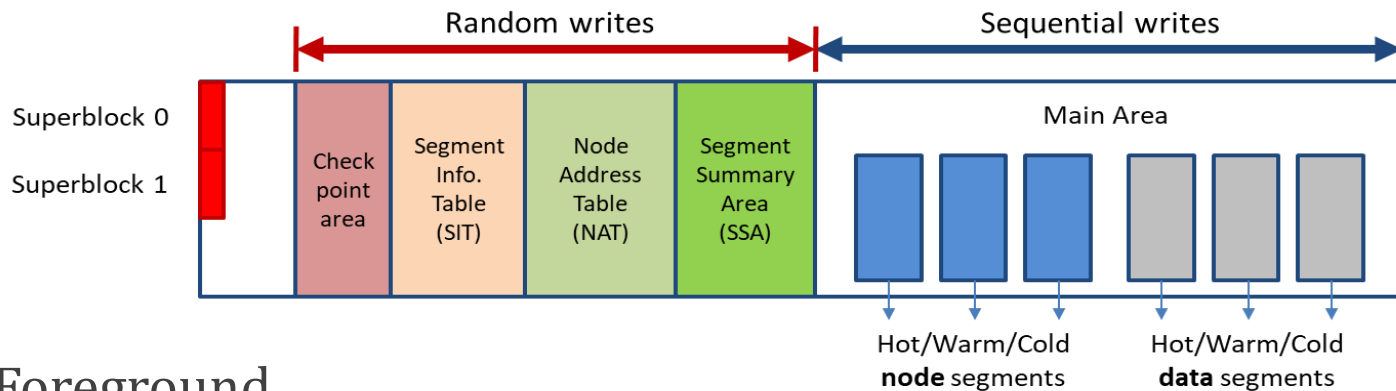 Random writes
Sequential writes
Superblock 0
Superblock 1
Check
point
area
Segment
Info.
Table
(SIT)
Node
Address
Table
(NAT)
Segment
Summary
Area
(SSA)
Main Area
Hot/Warm/Cold
node segments
Hot/Warm/Cold
data segments
Foreground